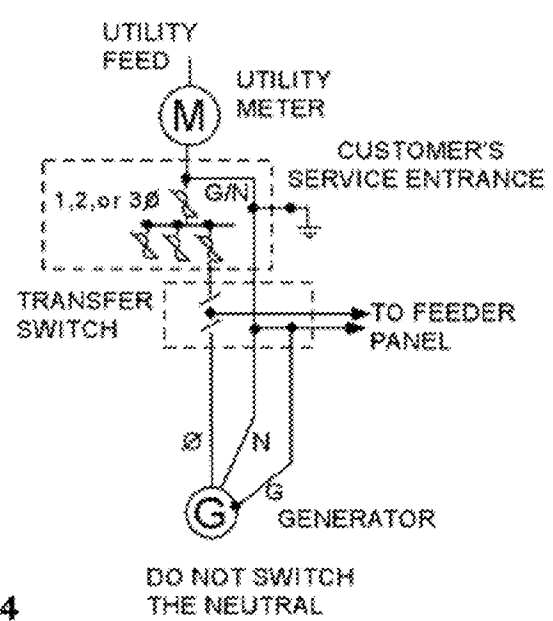 UTILITY
FEED
UTILITY
METER
M
CUSTOMER'S
SERVICE ENTRANCE
1,2,or 3Ø
G/N
TRANSFER
SWITCH
TO FEEDER
PANEL
Ø
N
G
G
GENERATOR
DO NOT SWITCH
THE NEUTRAL
4